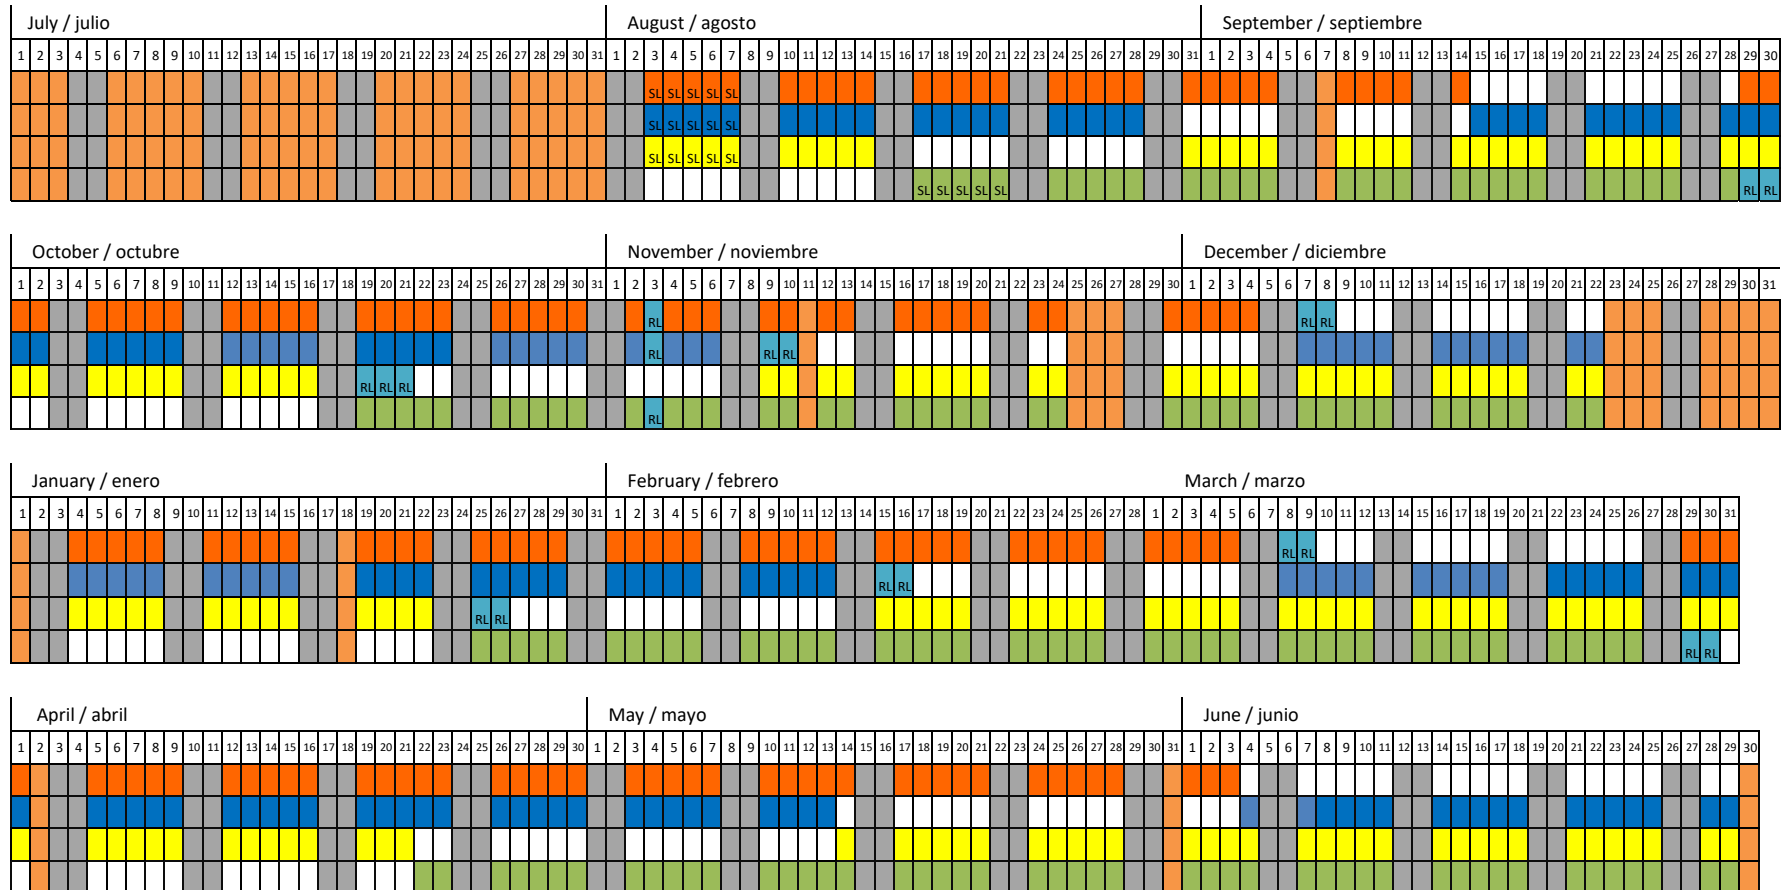 July / julio August / agosto September / septiembre
1 2 3 4 5 6 7 8 9 10 11 12 13 14 15 16 17 18 19 20 21 22 23 24 25 26 27 28 29 30 31 1 2 3 4 5 6 7 8 9 10 11 12 13 14 15 16 17 18 19 20 21 22 23 24 25 26 27 28 29 30 31 1 2 3 4 5 6 7 8 9 10 11 12 13 14 15 16 17 18 19 20 21 22 23 24 25 26 27 28 29 30
SL SL SL SL SL
SL SL SL SL SL
SL SL SL SL SL
SL SL SL SL SL RL RL
October / octubre November / noviembre December / diciembre
1 2 3 4 5 6 7 8 9 10 11 12 13 14 15 16 17 18 19 20 21 22 23 24 25 26 27 28 29 30 31 1 2 3 4 5 6 7 8 9 10 11 12 13 14 15 16 17 18 19 20 21 22 23 24 25 26 27 28 29 30 1 2 3 4 5 6 7 8 9 10 11 12 13 14 15 16 17 18 19 20 21 22 23 24 25 26 27 28 29 30 31
RL RL RL
RL RL RL
RL RL RL
RL
January / enero February / febrero March / marzo
1 2 3 4 5 6 7 8 9 10 11 12 13 14 15 16 17 18 19 20 21 22 23 24 25 26 27 28 29 30 31 1 2 3 4 5 6 7 8 9 10 11 12 13 14 15 16 17 18 19 20 21 22 23 24 25 26 27 28 1 2 3 4 5 6 7 8 9 10 11 12 13 14 15 16 17 18 19 20 21 22 23 24 25 26 27 28 29 30 31
RL RL
RL RL
RL RL
RL RL
April / abril May / mayo June / junio
1 2 3 4 5 6 7 8 9 10 11 12 13 14 15 16 17 18 19 20 21 22 23 24 25 26 27 28 29 30 1 2 3 4 5 6 7 8 9 10 11 12 13 14 15 16 17 18 19 20 21 22 23 24 25 26 27 28 29 30 31 1 2 3 4 5 6 7 8 9 10 11 12 13 14 15 16 17 18 19 20 21 22 23 24 25 26 27 28 29 30